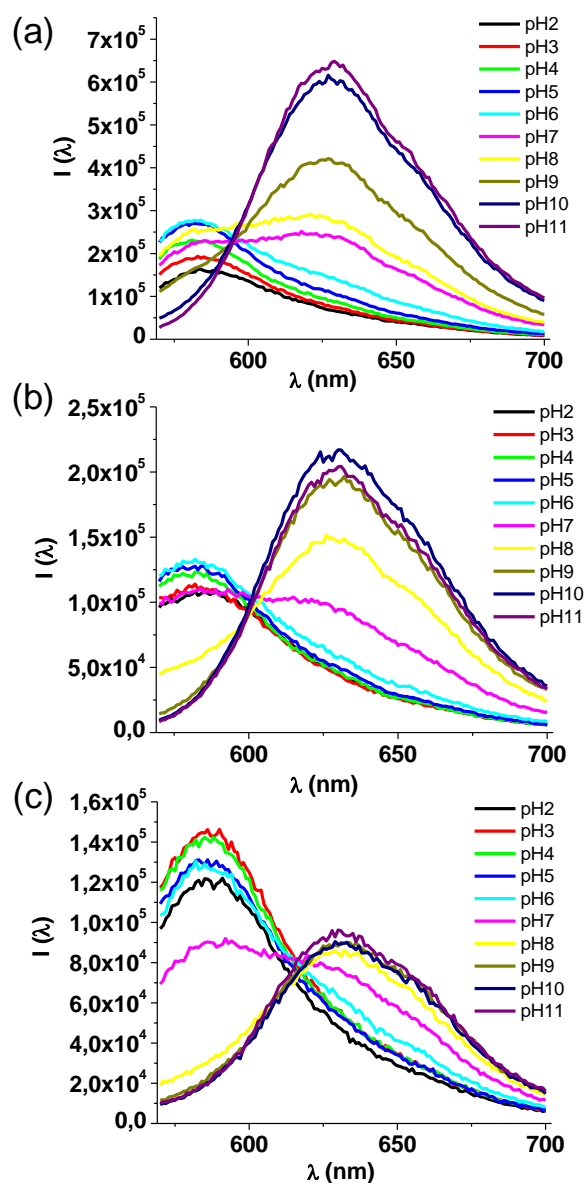 (a)
7x10⁵
6x10⁵
5x10⁵
4x10⁵
3x10⁵
2x10⁵
1x10⁵
0
I (λ)
600
650
700
λ (nm)
pH2
pH3
pH4
pH5
pH6
pH7
pH8
pH9
pH10
pH11
(b)
2,5x10⁵
2,0x10⁵
1,5x10⁵
1,0x10⁵
5,0x10⁴
0,0
I (λ)
600
650
700
λ (nm)
pH2
pH3
pH4
pH5
pH6
pH7
pH8
pH9
pH10
pH11
(c)
1,6x10⁵
1,4x10⁵
1,2x10⁵
1,0x10⁵
8,0x10⁴
6,0x10⁴
4,0x10⁴
2,0x10⁴
0,0
I (λ)
600
650
700
λ (nm)
pH2
pH3
pH4
pH5
pH6
pH7
pH8
pH9
pH10
pH11